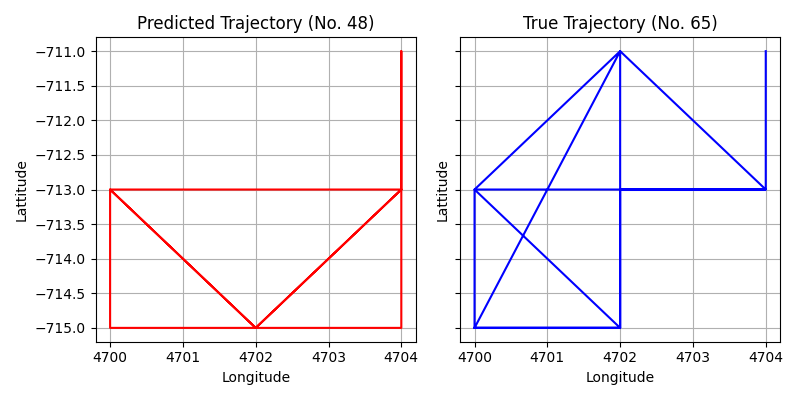 Predicted Trajectory (No. 48)
True Trajectory (No. 65)
−711.0
−711.5
−712.0
−712.5
−713.0
−713.5
−714.0
−714.5
−715.0
Lattitude
Lattitude
4700 4701 4702 4703 4704
4700 4701 4702 4703 4704
Longitude
Longitude